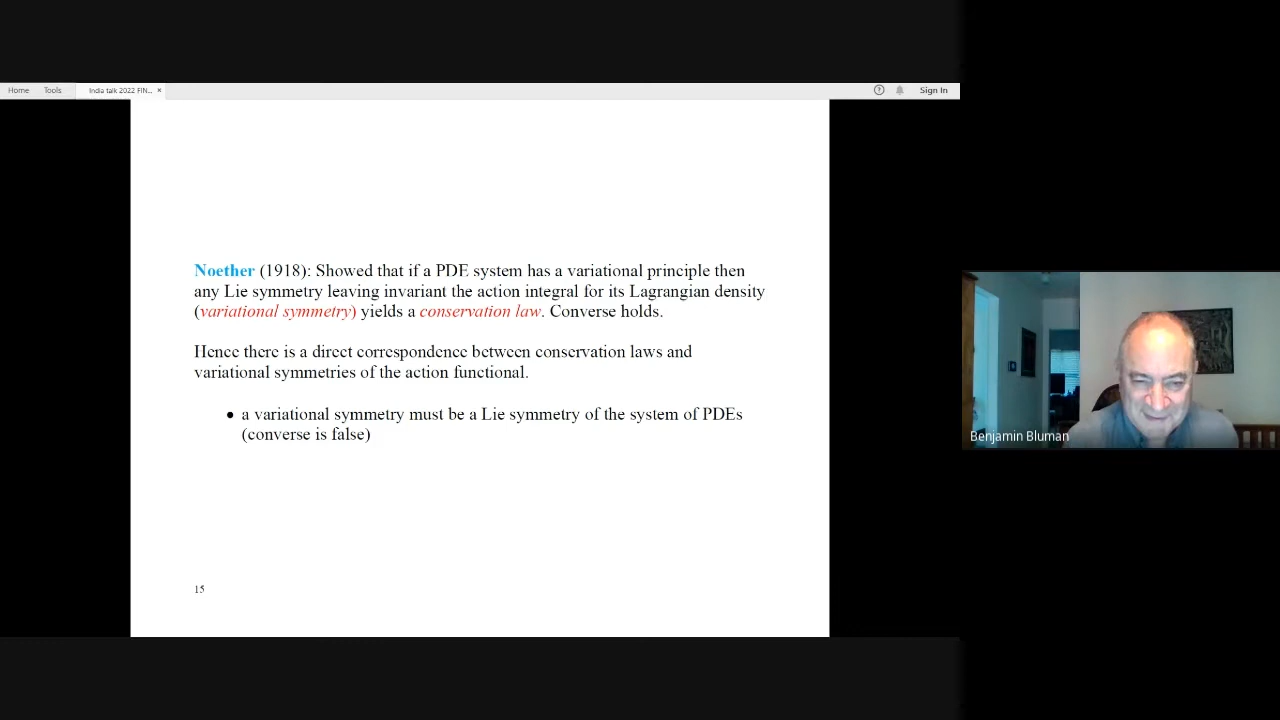 Home Tools India talk 2022 FIN... × ? Sign In
Noether (1918): Showed that if a PDE system has a variational principle then
any Lie symmetry leaving invariant the action integral for its Lagrangian density
(variational symmetry) yields a conservation law. Converse holds.
Hence there is a direct correspondence between conservation laws and
variational symmetries of the action functional.
• a variational symmetry must be a Lie symmetry of the system of PDEs
(converse is false)
15
Benjamin Bluman